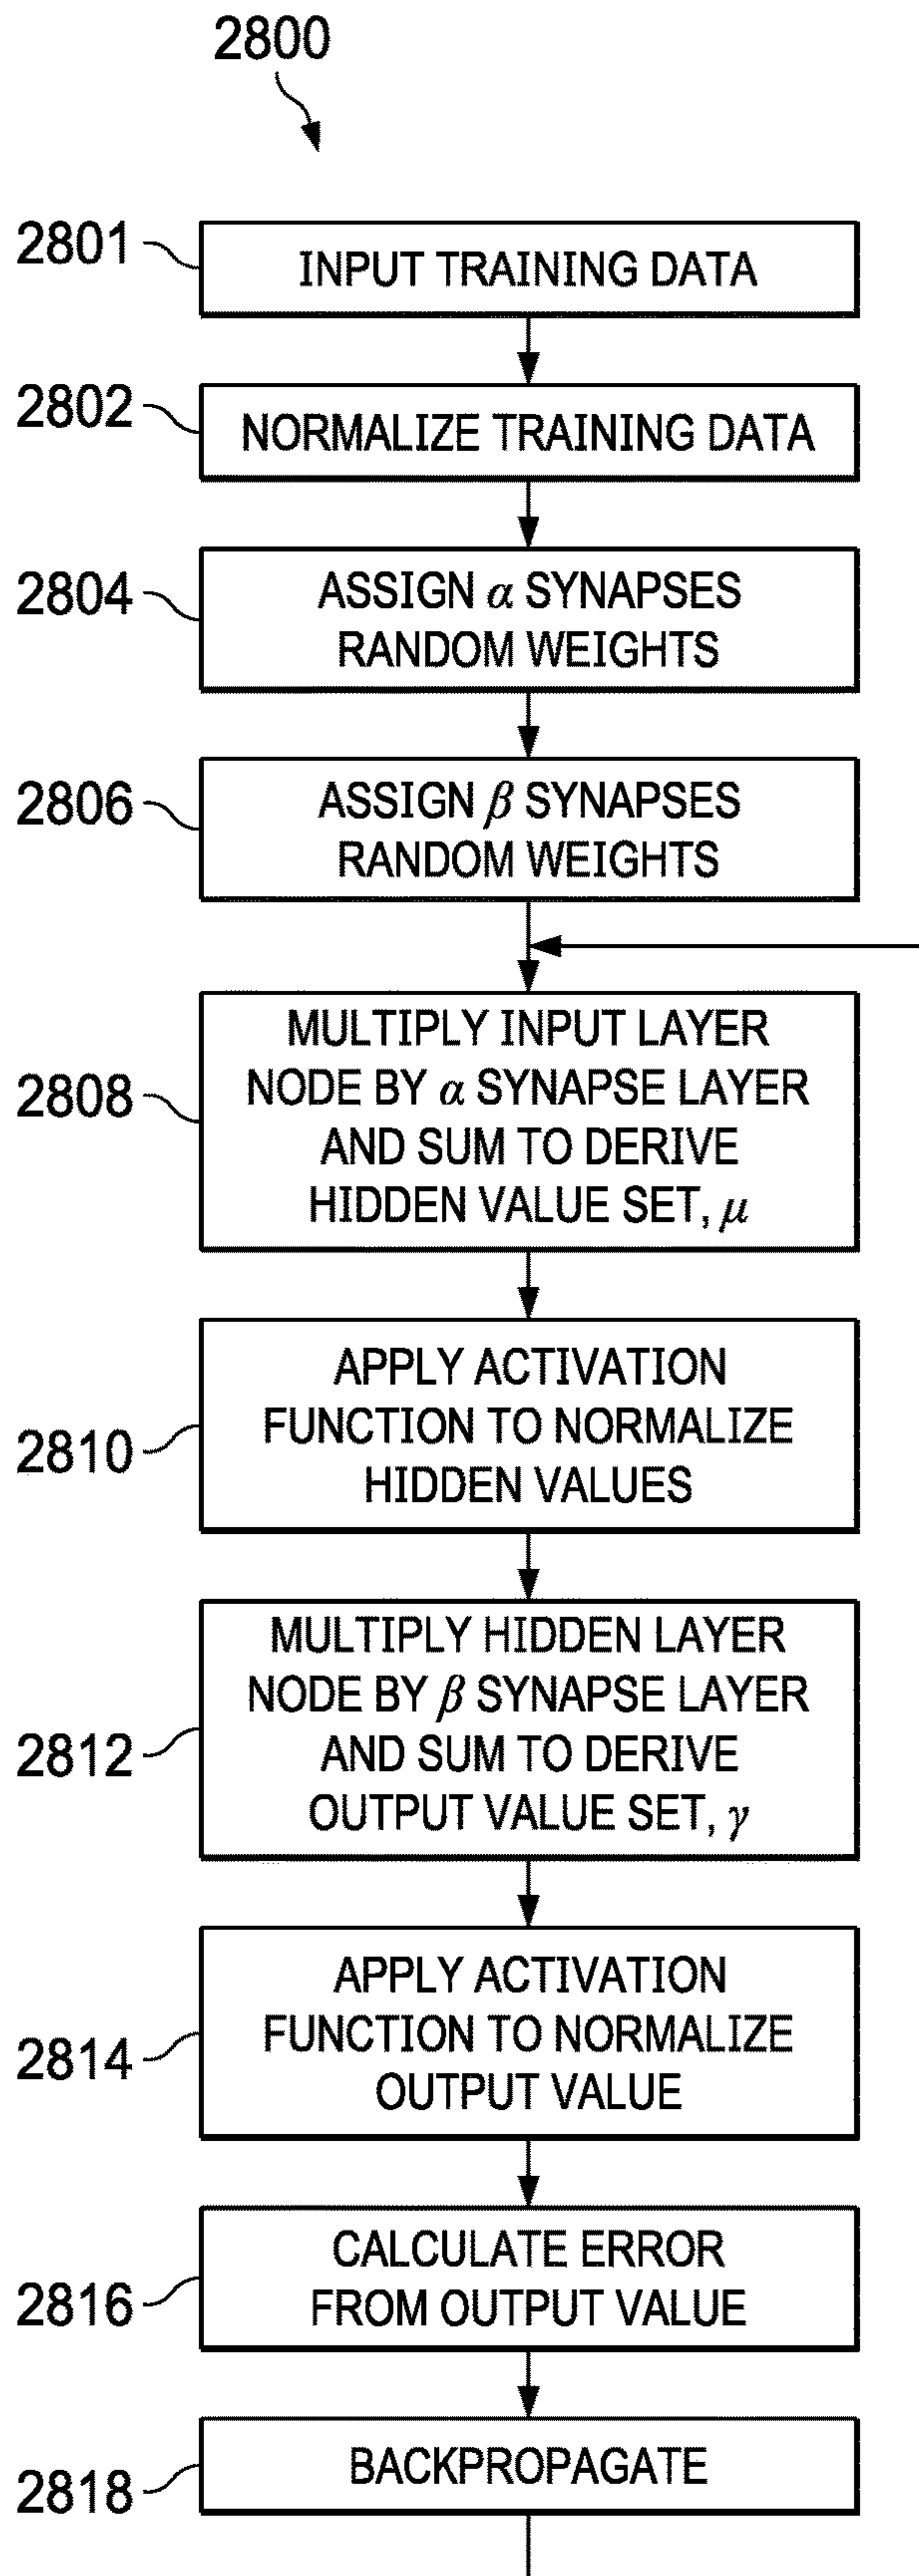 2800
2801
INPUT TRAINING DATA
2802
NORMALIZE TRAINING DATA
2804
ASSIGN α SYNAPSES
RANDOM WEIGHTS
2806
ASSIGN β SYNAPSES
RANDOM WEIGHTS
2808
MULTIPLY INPUT LAYER
NODE BY α SYNAPSE LAYER
AND SUM TO DERIVE
HIDDEN VALUE SET, μ
2810
APPLY ACTIVATION
FUNCTION TO NORMALIZE
HIDDEN VALUES
2812
MULTIPLY HIDDEN LAYER
NODE BY β SYNAPSE LAYER
AND SUM TO DERIVE
OUTPUT VALUE SET, γ
2814
APPLY ACTIVATION
FUNCTION TO NORMALIZE
OUTPUT VALUE
2816
CALCULATE ERROR
FROM OUTPUT VALUE
2818
BACKPROPAGATE